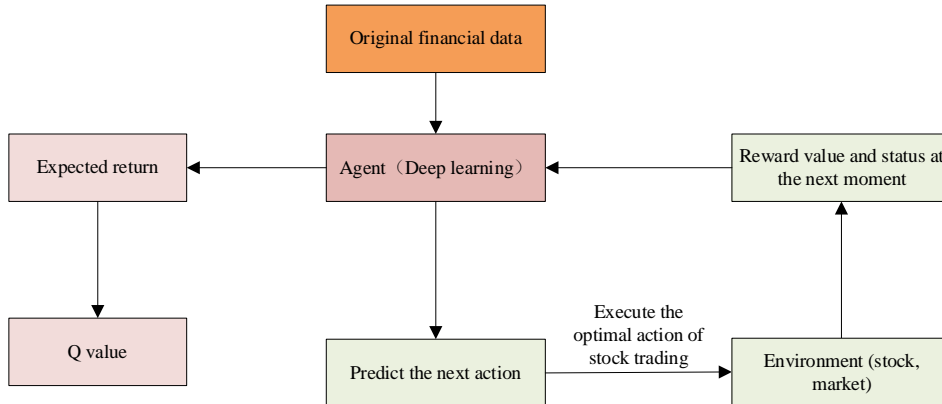 Original financial data
Expected return
Agent（Deep learning）
Reward value and status at
the next moment
Q value
Predict the next action
Execute the
optimal action of
stock trading
Environment (stock,
market)